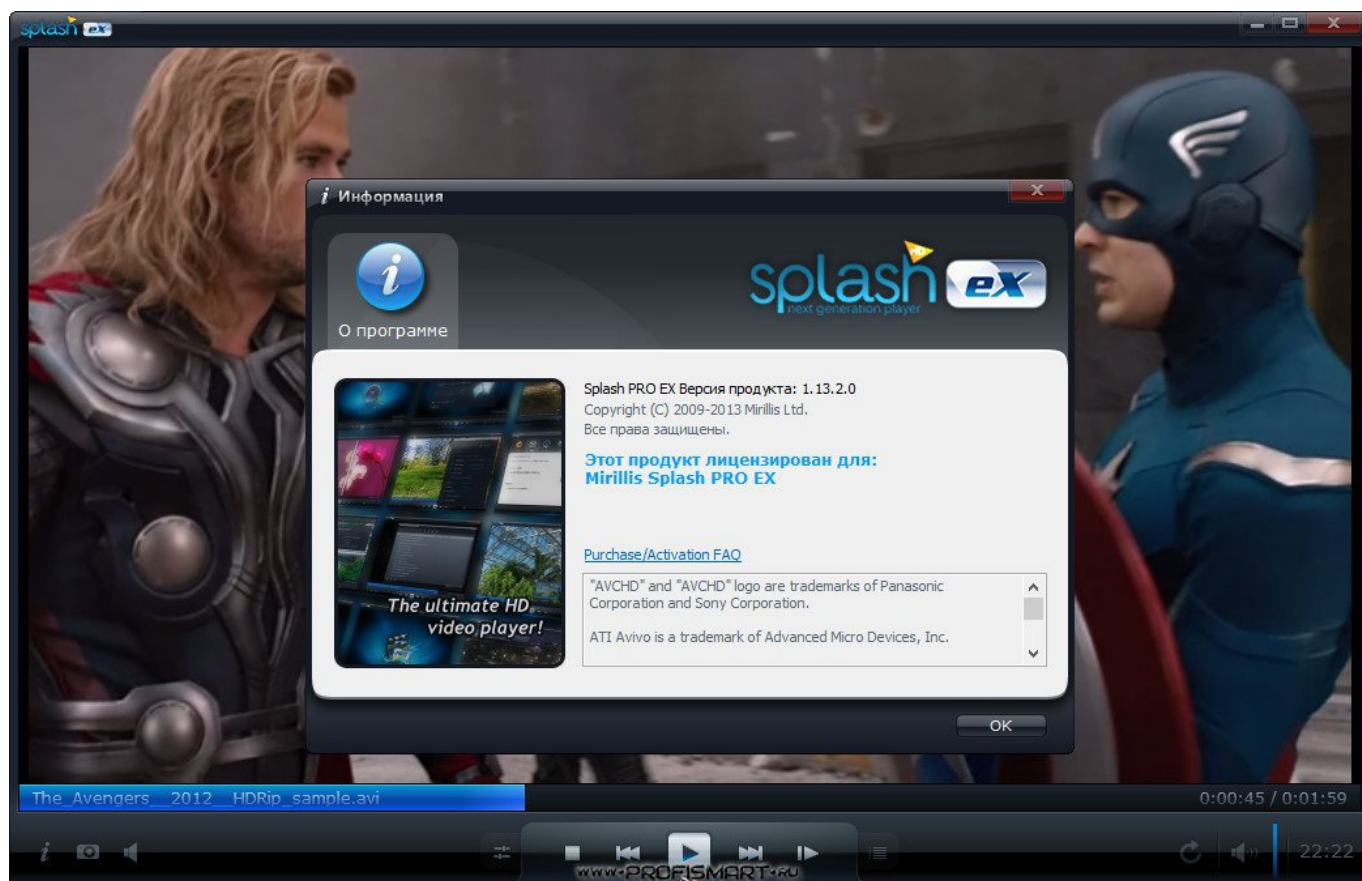 splash ex
Информация
О программе
HD
splash ex
next generation player
Splash PRO EX Версия продукта: 1.13.2.0
Copyright (C) 2009-2013 Mirillis Ltd.
Все права защищены.
Этот продукт лицензирован для:
Mirillis Splash PRO EX
The ultimate HD
video player!
Purchase/Activation FAQ
"AVCHD" and "AVCHD" logo are trademarks of Panasonic
Corporation and Sony Corporation.
ATI Avivo is a trademark of Advanced Micro Devices, Inc.
OK
The_Avengers__2012__HDRip_sample.avi
0:00:45 / 0:01:59
22:22
WWW.PROFISMART.RU